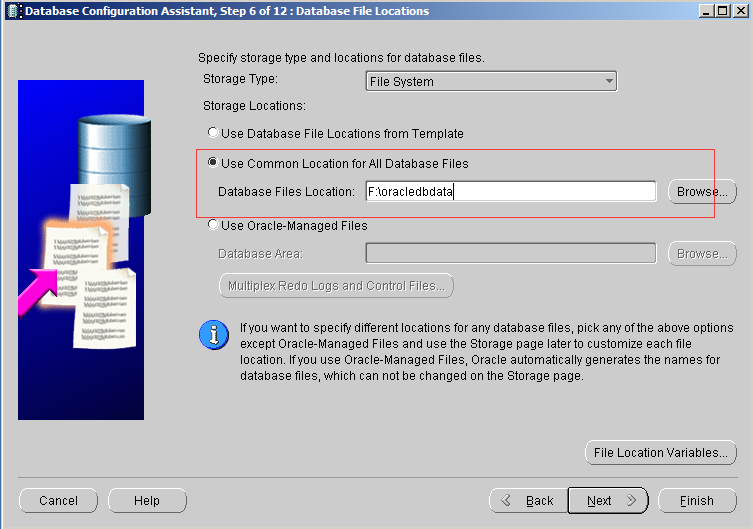 Database Configuration Assistant, Step 6 of 12 : Database File Locations
Specify storage type and locations for database files.
Storage Type: File System
Storage Locations:
Use Database File Locations from Template
Use Common Location for All Database Files
Database Files Location: F:\oracledbdata Browse...
Use Oracle-Managed Files
Database Area: Browse...
Multiplex Redo Logs and Control Files...
If you want to specify different locations for any database files, pick any of the above options
except Oracle-Managed Files and use the Storage page later to customize each file
location. If you use Oracle-Managed Files, Oracle automatically generates the names for
database files, which can not be changed on the Storage page.
File Location Variables...
Cancel Help Back Next Finish